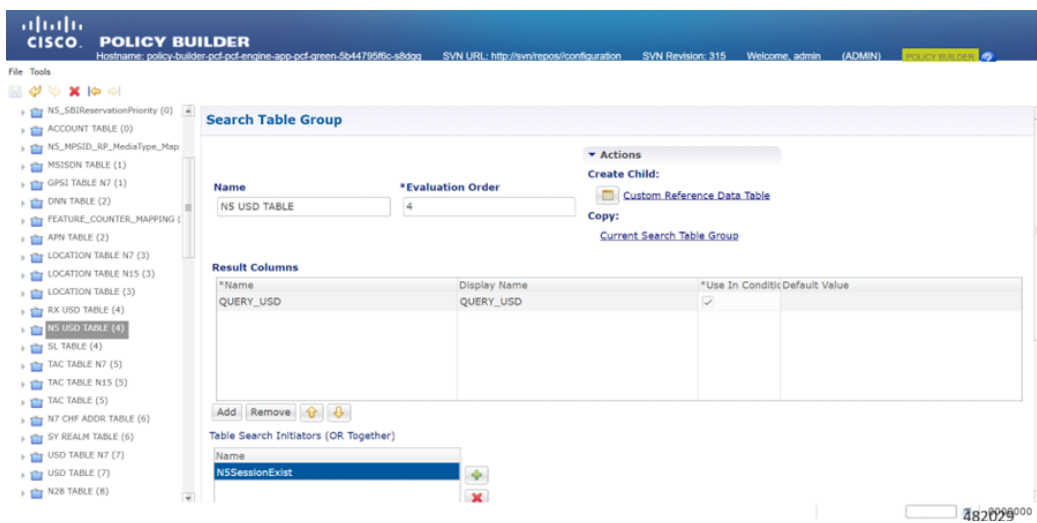 CISCO. POLICY BUILDER
Hostname: policy-builder-pcf-pcf-engine-app-pcf-green-5b44795f6c-s8dgg SVN URL: http://svn/repos//configuration SVN Revision: 315 Welcome, admin (ADMIN) POLICY BUILDER
File Tools
N5_SBIReservationPriority (0)
ACCOUNT TABLE (0)
N5_MPSID_RP_MediaType_Map
MSISDN TABLE (1)
GPSI TABLE N7 (1)
DNN TABLE (2)
FEATURE_COUNTER_MAPPING (
APN TABLE (2)
LOCATION TABLE N7 (3)
LOCATION TABLE N15 (3)
LOCATION TABLE (3)
RX USD TABLE (4)
N5 USD TABLE (4)
SL TABLE (4)
TAC TABLE N7 (5)
TAC TABLE N15 (5)
TAC TABLE (5)
N7 CHF ADDR TABLE (6)
SY REALM TABLE (6)
USD TABLE N7 (7)
USD TABLE (7)
N28 TABLE (8)
Search Table Group
Actions
Create Child:
Custom Reference Data Table
Copy:
Current Search Table Group
Name *Evaluation Order
N5 USD TABLE 4
Result Columns
*Name Display Name *Use In Conditic Default Value
QUERY_USD QUERY_USD
Add Remove
Table Search Initiators (OR Together)
Name
N5SessionExist
482029